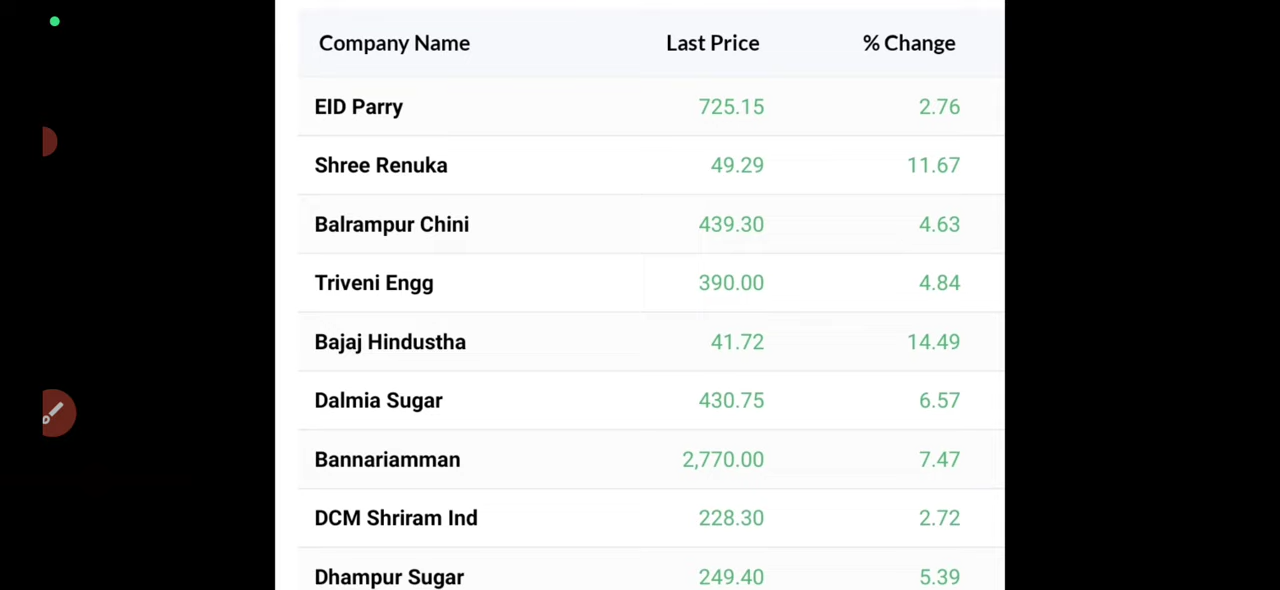 Company Name Last Price % Change
EID Parry 725.15 2.76
Shree Renuka 49.29 11.67
Balrampur Chini 439.30 4.63
Triveni Engg 390.00 4.84
Bajaj Hindustha 41.72 14.49
Dalmia Sugar 430.75 6.57
Bannariamman 2,770.00 7.47
DCM Shriram Ind 228.30 2.72
Dhampur Sugar 249.40 5.39